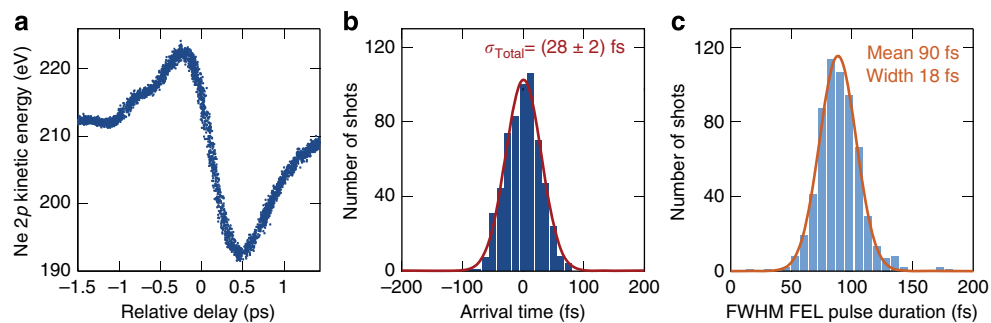 a
Ne 2p kinetic energy (eV)
220
210
200
190
−1.5
−1
−0.5
0
0.5
1
Relative delay (ps)
b
Number of shots
120
80
40
0
σTotal= (28 ± 2) fs
−200
−100
0
100
200
Arrival time (fs)
c
Number of shots
120
80
40
0
Mean 90 fs
Width 18 fs
0
50
100
150
200
FWHM FEL pulse duration (fs)